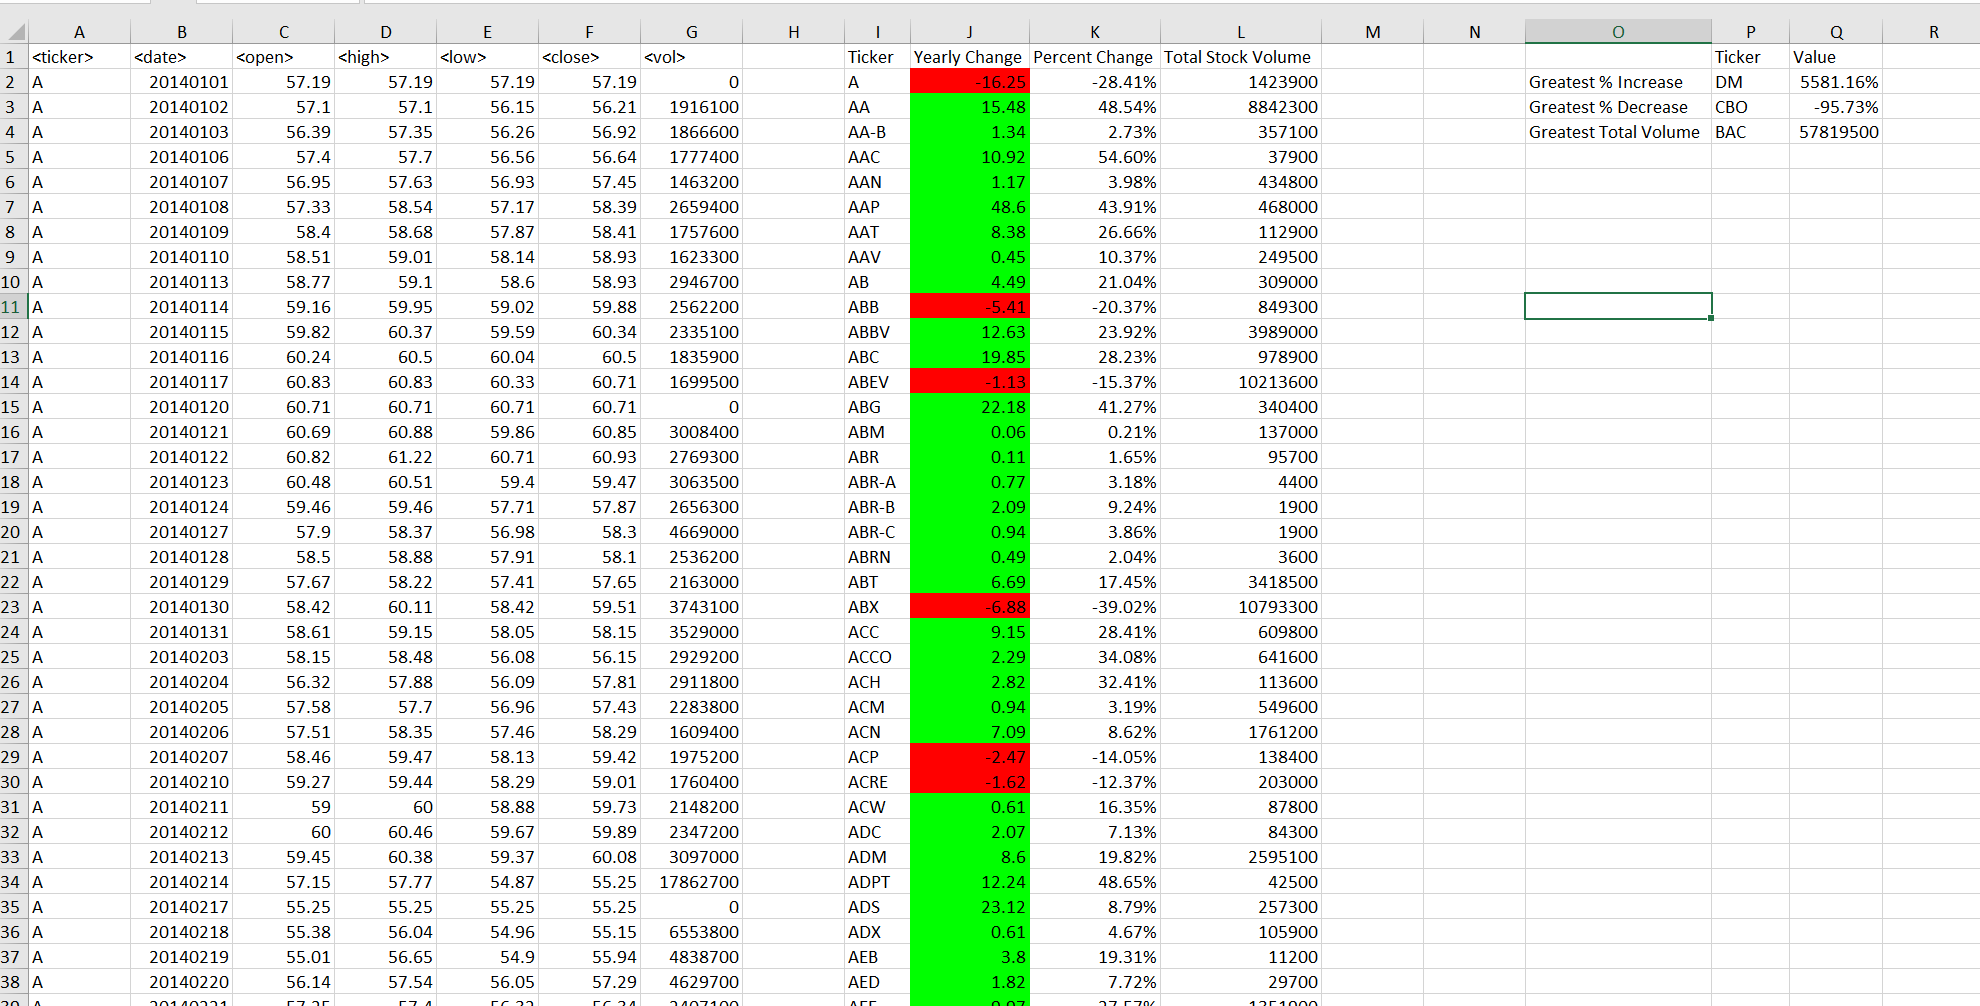 A B C D E F G H I J K L M N O P Q R
1 <ticker> <date> <open> <high> <low> <close> <vol> Ticker Yearly Change Percent Change Total Stock Volume Ticker Value
2 A 20140101 57.19 57.19 57.19 57.19 0 A -16.25 -28.41% 1423900 Greatest % Increase DM 5581.16%
3 A 20140102 57.1 57.1 56.15 56.21 1916100 AA 15.48 48.54% 8842300 Greatest % Decrease CBO -95.73%
4 A 20140103 56.39 57.35 56.26 56.92 1866600 AA-B 1.34 2.73% 357100 Greatest Total Volume BAC 57819500
5 A 20140106 57.4 57.7 56.56 56.64 1777400 AAC 10.92 54.60% 37900
6 A 20140107 56.95 57.63 56.93 57.45 1463200 AAN 1.17 3.98% 434800
7 A 20140108 57.33 58.54 57.17 58.39 2659400 AAP 48.6 43.91% 468000
8 A 20140109 58.4 58.68 57.87 58.41 1757600 AAT 8.38 26.66% 112900
9 A 20140110 58.51 59.01 58.14 58.93 1623300 AAV 0.45 10.37% 249500
10 A 20140113 58.77 59.1 58.6 58.93 2946700 AB 4.49 21.04% 309000
11 A 20140114 59.16 59.95 59.02 59.88 2562200 ABB -5.41 -20.37% 849300
12 A 20140115 59.82 60.37 59.59 60.34 2335100 ABBV 12.63 23.92% 3989000
13 A 20140116 60.24 60.5 60.04 60.5 1835900 ABC 19.85 28.23% 978900
14 A 20140117 60.83 60.83 60.33 60.71 1699500 ABEV -1.13 -15.37% 10213600
15 A 20140120 60.71 60.71 60.71 60.71 0 ABG 22.18 41.27% 340400
16 A 20140121 60.69 60.88 59.86 60.85 3008400 ABM 0.06 0.21% 137000
17 A 20140122 60.82 61.22 60.71 60.93 2769300 ABR 0.11 1.65% 95700
18 A 20140123 60.48 60.51 59.4 59.47 3063500 ABR-A 0.77 3.18% 4400
19 A 20140124 59.46 59.46 57.71 57.87 2656300 ABR-B 2.09 9.24% 1900
20 A 20140127 57.9 58.37 56.98 58.3 4669000 ABR-C 0.94 3.86% 1900
21 A 20140128 58.5 58.88 57.91 58.1 2536200 ABRN 0.49 2.04% 3600
22 A 20140129 57.67 58.22 57.41 57.65 2163000 ABT 6.69 17.45% 3418500
23 A 20140130 58.42 60.11 58.42 59.51 3743100 ABX -6.88 -39.02% 10793300
24 A 20140131 58.61 59.15 58.05 58.15 3529000 ACC 9.15 28.41% 609800
25 A 20140203 58.15 58.48 56.08 56.15 2929200 ACCO 2.29 34.08% 641600
26 A 20140204 56.32 57.88 56.09 57.81 2911800 ACH 2.82 32.41% 113600
27 A 20140205 57.58 57.7 56.96 57.43 2283800 ACM 0.94 3.19% 549600
28 A 20140206 57.51 58.35 57.46 58.29 1609400 ACN 7.09 8.62% 1761200
29 A 20140207 58.46 59.47 58.13 59.42 1975200 ACP -2.47 -14.05% 138400
30 A 20140210 59.27 59.44 58.29 59.01 1760400 ACRE -1.62 -12.37% 203000
31 A 20140211 59 60 58.88 59.73 2148200 ACW 0.61 16.35% 87800
32 A 20140212 60 60.46 59.67 59.89 2347200 ADC 2.07 7.13% 84300
33 A 20140213 59.45 60.38 59.37 60.08 3097000 ADM 8.6 19.82% 2595100
34 A 20140214 57.15 57.77 54.87 55.25 17862700 ADPT 12.24 48.65% 42500
35 A 20140217 55.25 55.25 55.25 55.25 0 ADS 23.12 8.79% 257300
36 A 20140218 55.38 56.04 54.96 55.15 6553800 ADX 0.61 4.67% 105900
37 A 20140219 55.01 56.65 54.9 55.94 4838700 AEB 3.8 19.31% 11200
38 A 20140220 56.14 57.54 56.05 57.29 4629700 AED 1.82 7.72% 29700